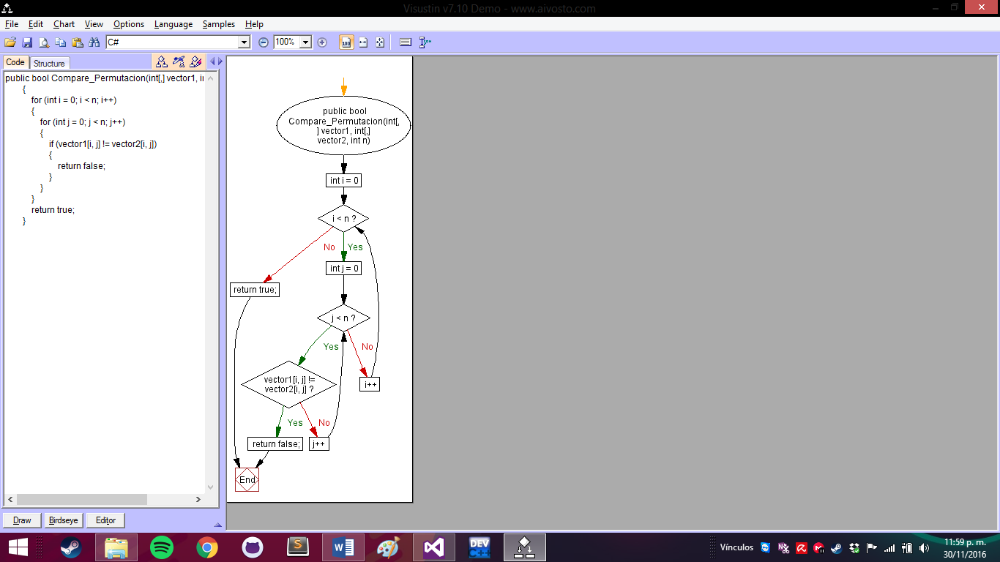 Visustin v7.10 Demo - www.aivosto.com
File Edit Chart View Options Language Samples Help
C# 100% 100
Code Structure
public bool Compare_Permutacion(int[,] vector1, in
{
for (int i = 0; i < n; i++)
{
for (int j = 0; j < n; j++)
{
if (vector1[i, j] != vector2[i, j])
{
return false;
}
}
}
return true;
}
Draw Birdseye Editor
public bool
Compare_Permutacion(int[,
] vector1, int[,]
vector2, int n)
int i = 0
i < n ?
No Yes
int j = 0
return true;
j < n ?
Yes No
vector1[i, j] !=
vector2[i, j] ?
i++
Yes No
return false; j++
End
Vínculos
DEV
11:59 p. m.
30/11/2016